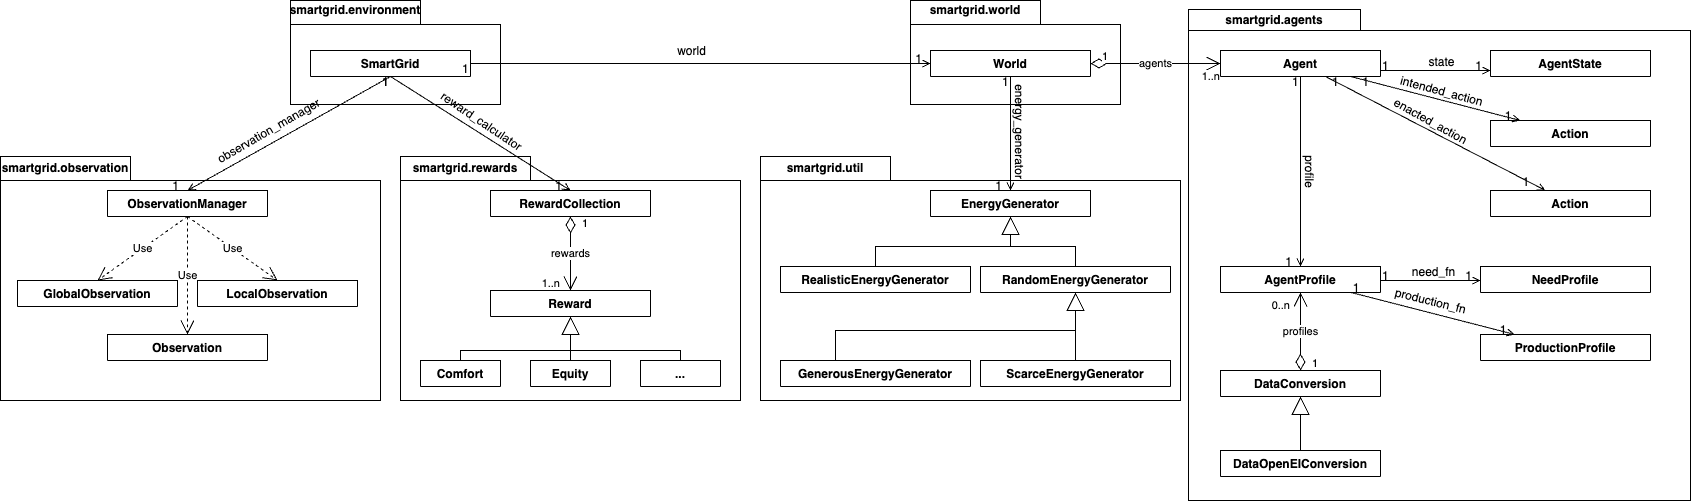 smartgrid.environment
smartgrid.world
smartgrid.agents
SmartGrid
1
world
1
World
1
agents
1..n
Agent
1
state
1
AgentState
1
observation_manager
1
reward_calculator
1
energy_generator
1
1
1
intended_action
1
Action
enacted_action
1
Action
profile
smartgrid.observation
smartgrid.rewards
smartgrid.util
1
ObservationManager
1
RewardCollection
1
EnergyGenerator
Use
Use
Use
GlobalObservation
LocalObservation
Observation
1
rewards
1..n
Reward
Comfort
Equity
...
RealisticEnergyGenerator
RandomEnergyGenerator
GenerousEnergyGenerator
ScarceEnergyGenerator
1
AgentProfile
1
need_fn
1
NeedProfile
1
production_fn
1
ProductionProfile
0..n
profiles
1
DataConversion
DataOpenEIConversion